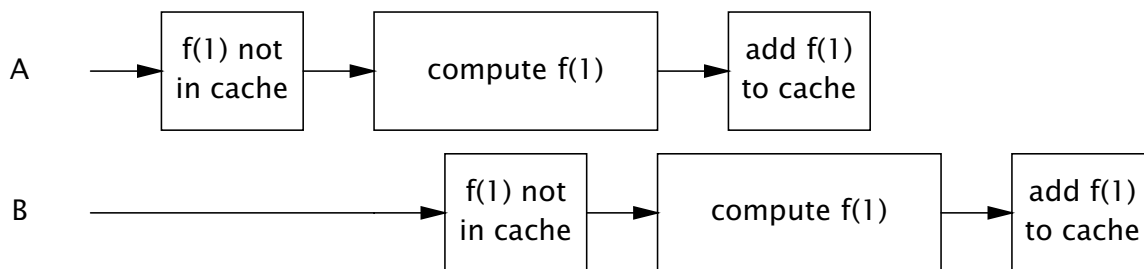 A
f(1) not
in cache
compute f(1)
add f(1)
to cache
B
f(1) not
in cache
compute f(1)
add f(1)
to cache